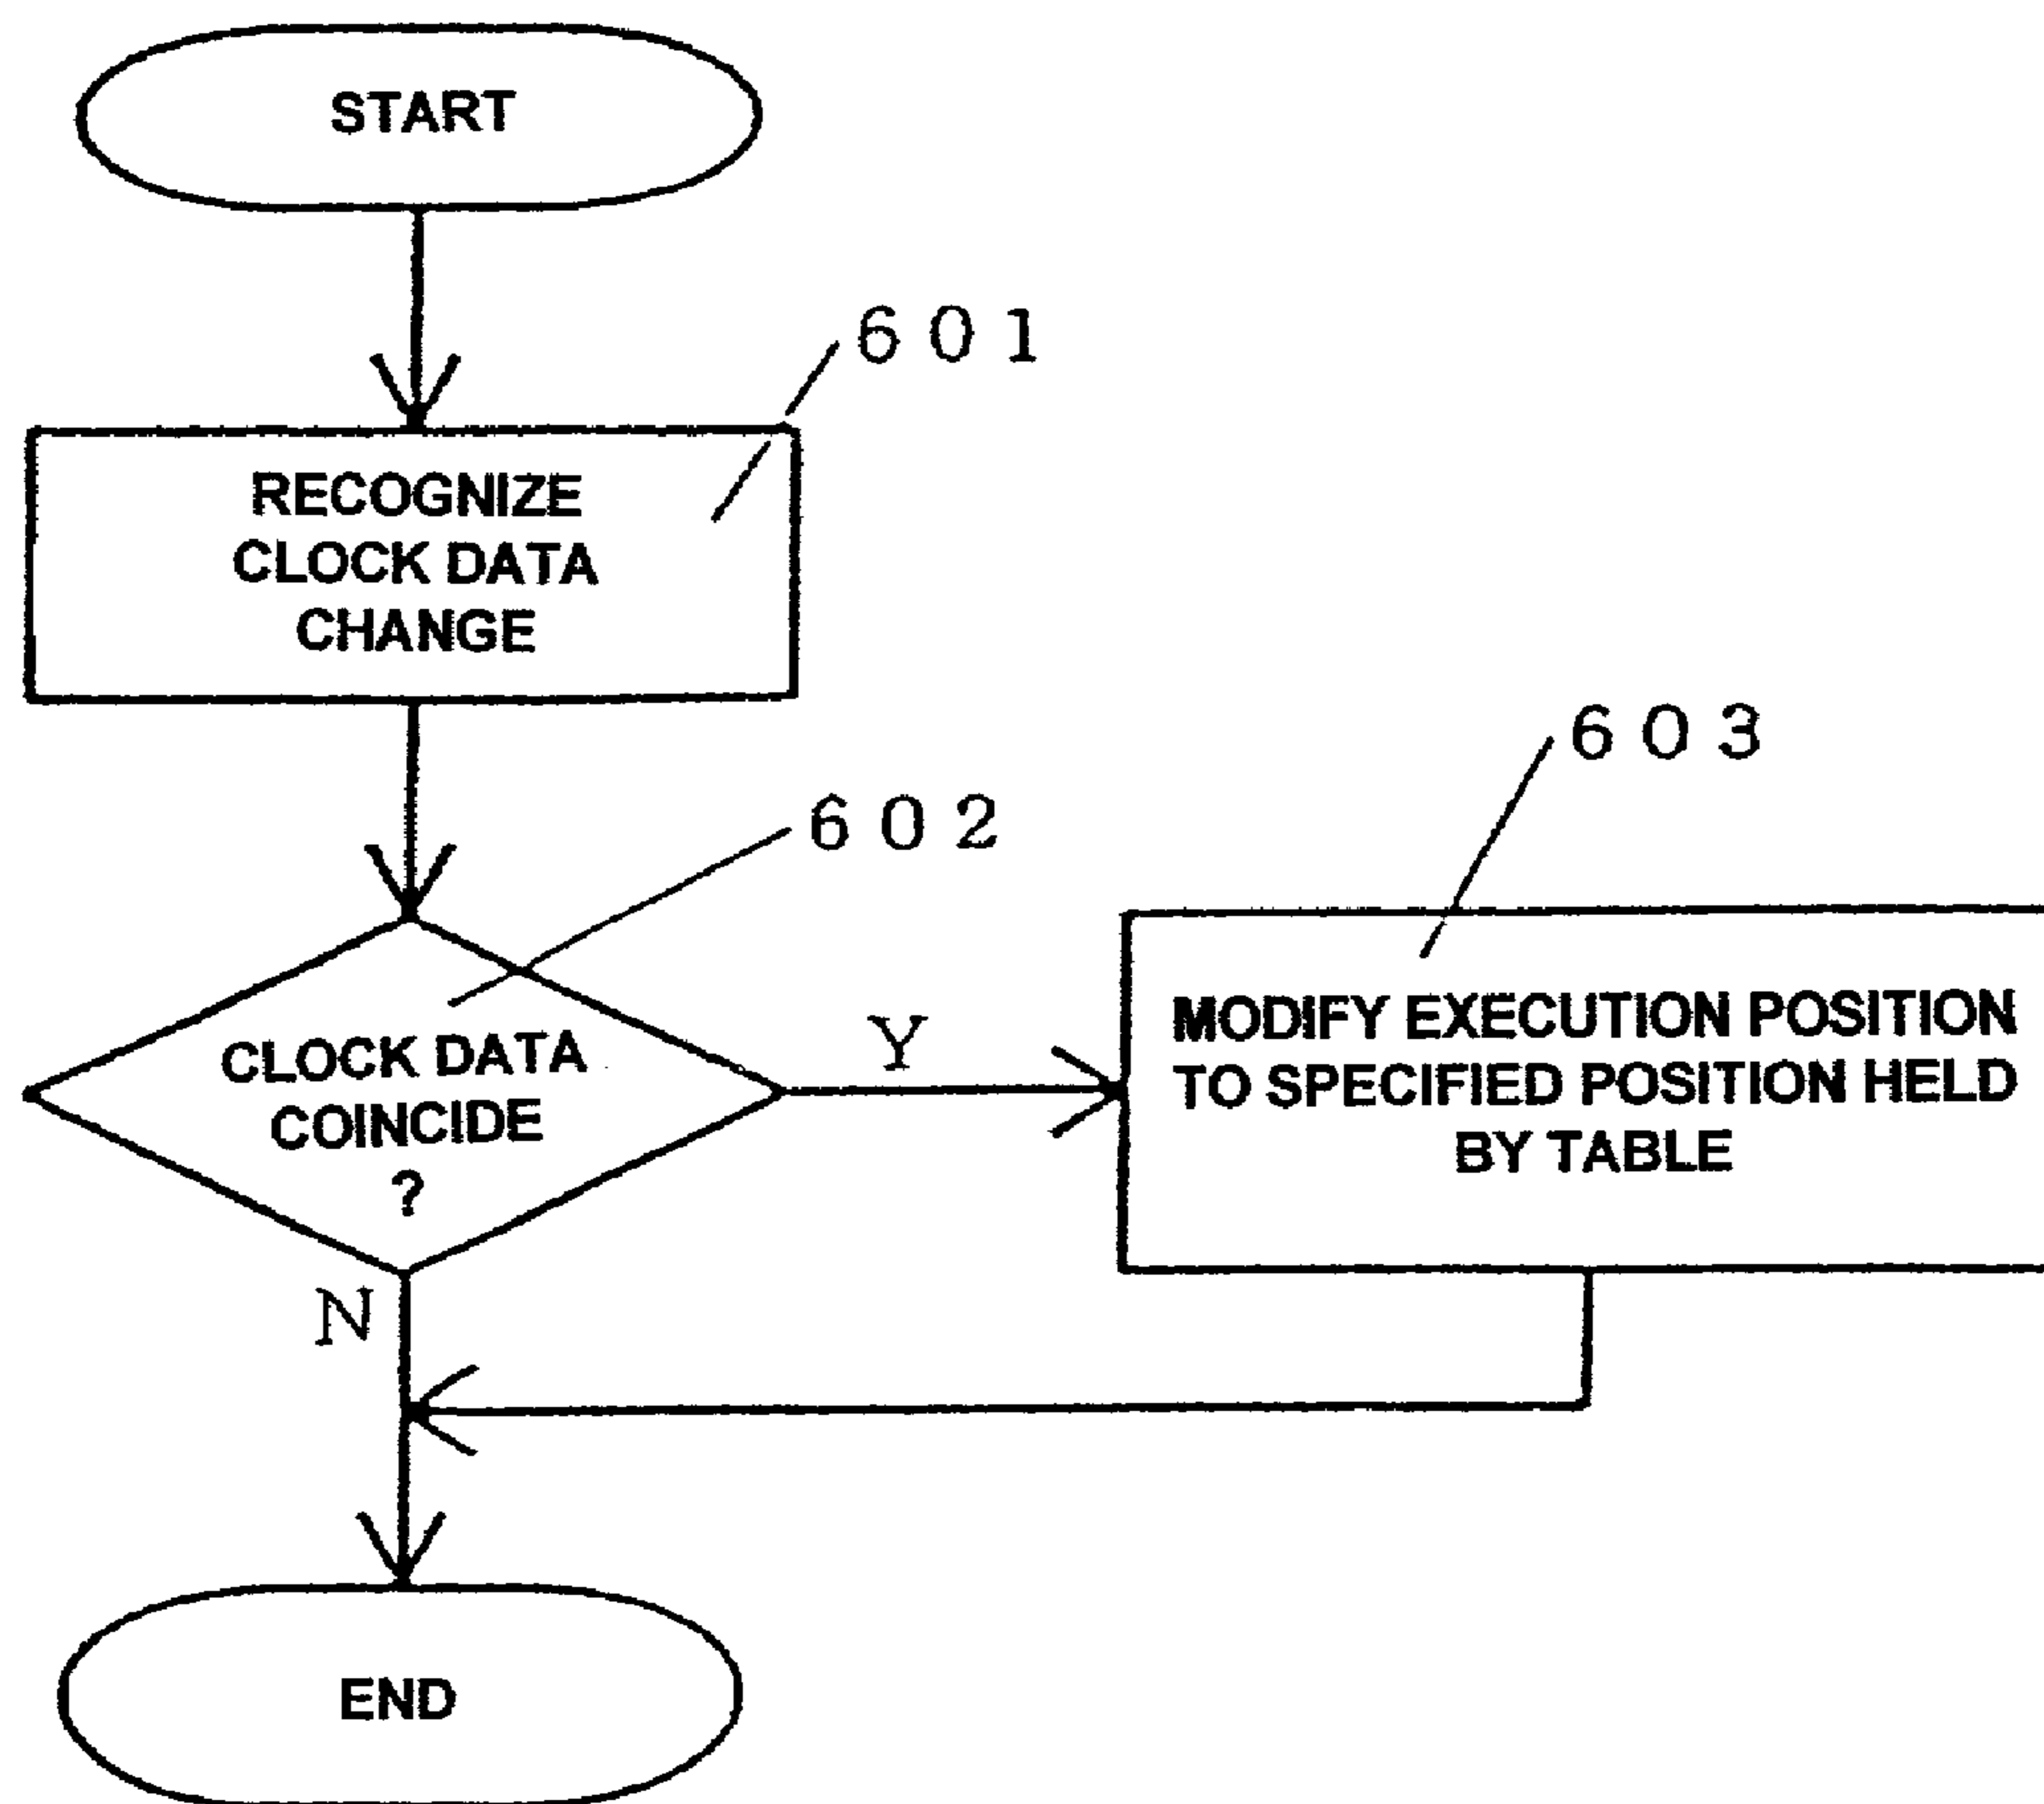 START
601
RECOGNIZE
CLOCK DATA
CHANGE
602
CLOCK DATA
COINCIDE
?
Y
603
MODIFY EXECUTION POSITION
TO SPECIFIED POSITION HELD
BY TABLE
N
END